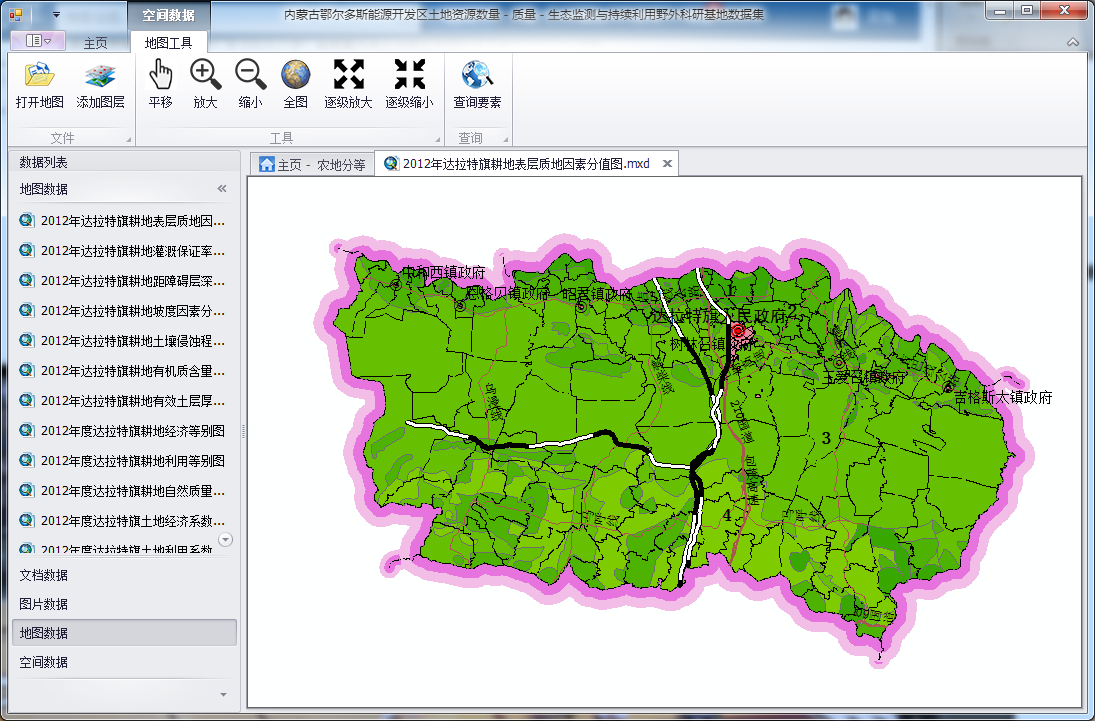 空间数据
内蒙古鄂尔多斯能源开发区土地资源数量 - 质量 - 生态监测与持续利用野外科研基地数据集
主页
地图工具
打开地图
添加图层
平移
放大
缩小
全图
逐级放大
逐级缩小
查询要素
文件
工具
查询
数据列表
地图数据
2012年达拉特旗耕地表层质地因...
2012年达拉特旗耕地灌溉保证率...
2012年达拉特旗耕地距障碍层深...
2012年达拉特旗耕地坡度因素分...
2012年达拉特旗耕地土壤侵蚀程...
2012年达拉特旗耕地有机质含量...
2012年达拉特旗耕地有效土层厚...
2012年度达拉特旗耕地经济等别图
2012年度达拉特旗耕地利用等别图
2012年度达拉特旗耕地自然质量...
2012年度达拉特旗土地经济系数...
2012年度达拉特旗土地利用系数
文档数据
图片数据
地图数据
空间数据
主页 - 农地分等
2012年达拉特旗耕地表层质地因素分值图.mxd
中和西镇政府
恩格贝镇政府
昭君镇政府
1
达拉特旗人民政府
2
树林召镇政府
王爱召镇政府
吉格斯太镇政府
210国道
3
包茂高速
4